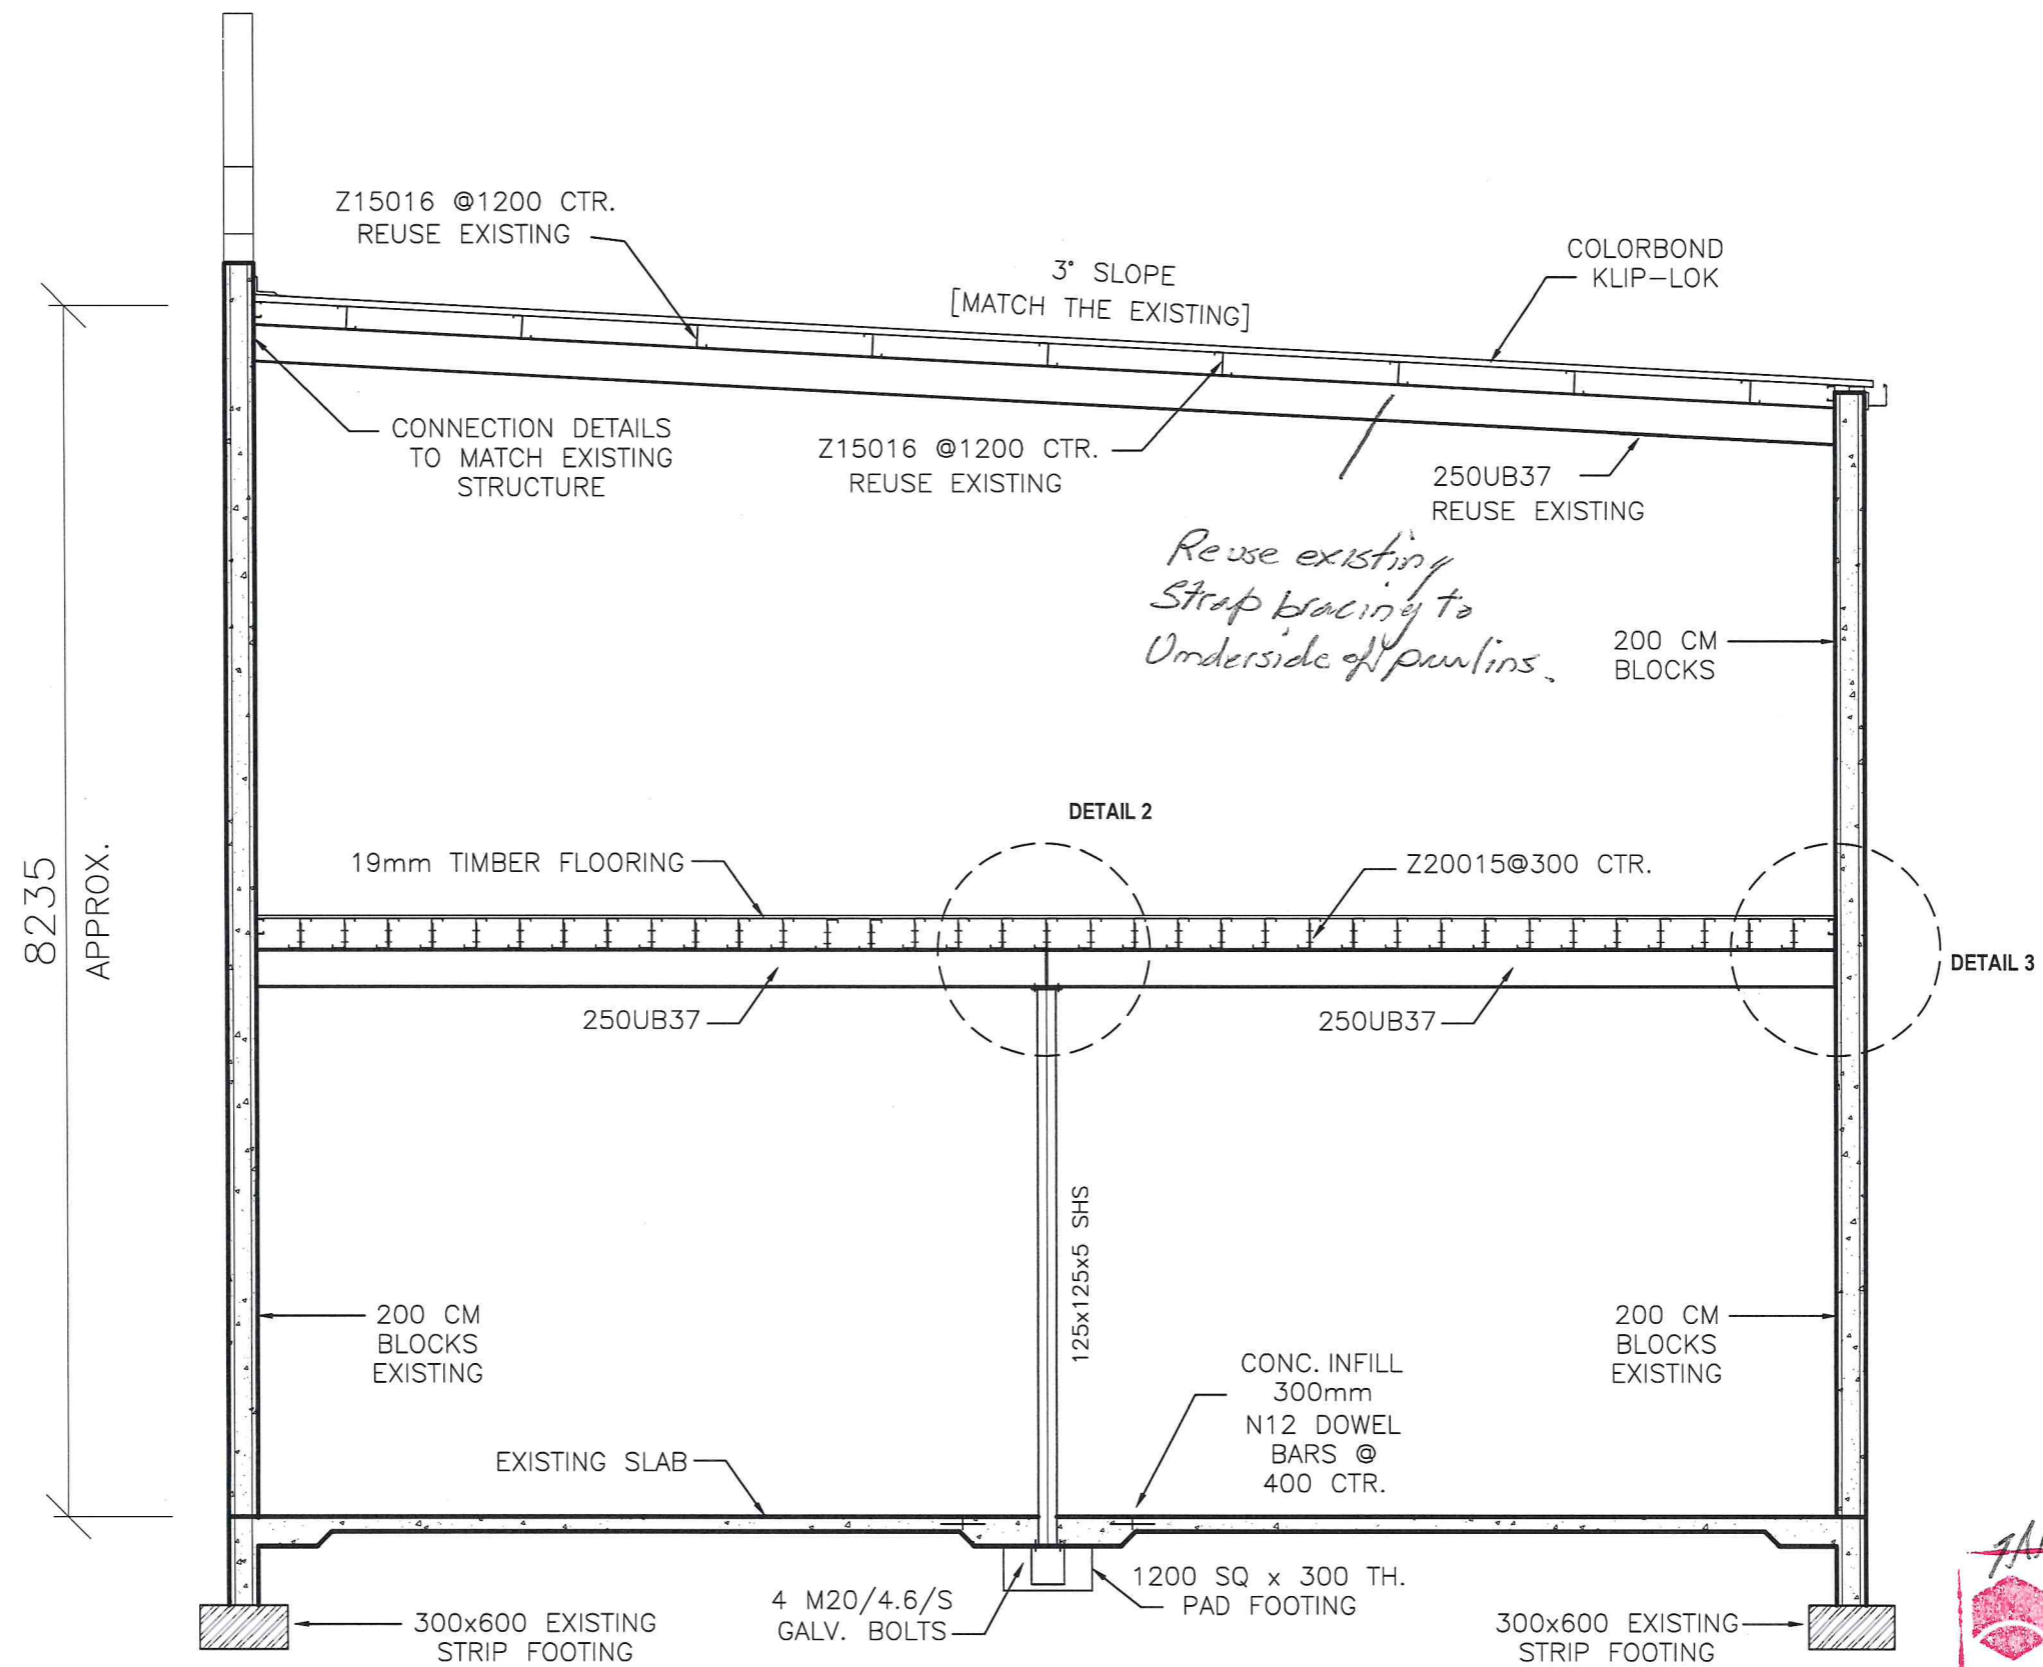 Z15016 @1200 CTR.
REUSE EXISTING
3° SLOPE
[MATCH THE EXISTING]
COLORBOND
KLIP-LOK
CONNECTION DETAILS
TO MATCH EXISTING
STRUCTURE
Z15016 @1200 CTR.
REUSE EXISTING
250UB37
REUSE EXISTING
Reuse existing
Strap bracing to
Underside of purlins.
200 CM
BLOCKS
DETAIL 2
8235
APPROX.
19mm TIMBER FLOORING
Z20015@300 CTR.
DETAIL 3
250UB37
250UB37
125x125x5 SHS
200 CM
BLOCKS
EXISTING
200 CM
BLOCKS
EXISTING
CONC. INFILL
300mm
N12 DOWEL
BARS @
400 CTR.
EXISTING SLAB
4 M20/4.6/S
GALV. BOLTS
1200 SQ x 300 TH.
PAD FOOTING
300x600 EXISTING
STRIP FOOTING
300x600 EXISTING
STRIP FOOTING